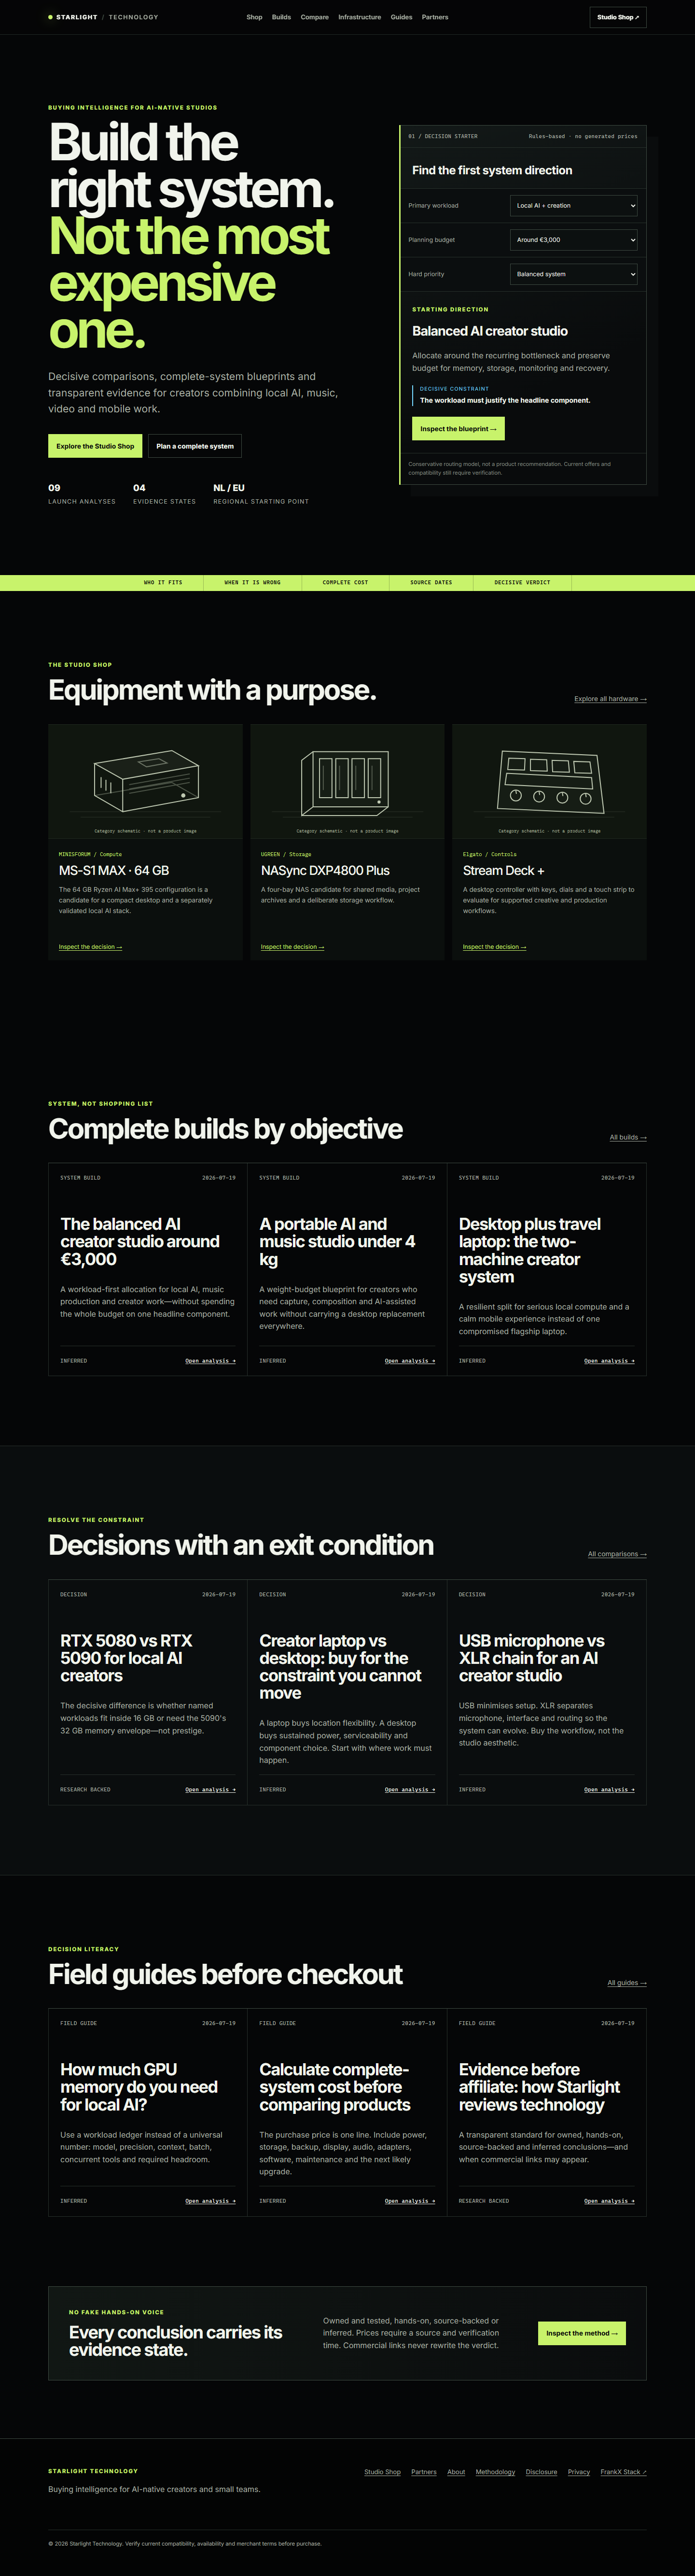 STARLIGHT / TECHNOLOGY
Shop Builds Compare Infrastructure Guides Partners
Studio Shop ↗
BUYING INTELLIGENCE FOR AI-NATIVE STUDIOS
Build the
right system.
Not the most
expensive
one.
Decisive comparisons, complete-system blueprints and
transparent evidence for creators combining local AI, music,
video and mobile work.
Explore the Studio Shop
Plan a complete system
09
LAUNCH ANALYSES
04
EVIDENCE STATES
NL / EU
REGIONAL STARTING POINT
01 / DECISION STARTER
Rules-based · no generated prices
Find the first system direction
Primary workload
Local AI + creation
Planning budget
Around €3,000
Hard priority
Balanced system
STARTING DIRECTION
Balanced AI creator studio
Allocate around the recurring bottleneck and preserve
budget for memory, storage, monitoring and recovery.
DECISIVE CONSTRAINT
The workload must justify the headline component.
Inspect the blueprint →
Conservative routing model, not a product recommendation. Current offers and
compatibility still require verification.
WHO IT FITS
WHEN IT IS WRONG
COMPLETE COST
SOURCE DATES
DECISIVE VERDICT
THE STUDIO SHOP
Equipment with a purpose.
Explore all hardware →
Category schematic · not a product image
MINISFORUM / Compute
MS-S1 MAX · 64 GB
The 64 GB Ryzen AI Max+ 395 configuration is a
candidate for a compact desktop and a separately
validated local AI stack.
Inspect the decision →
Category schematic · not a product image
UGREEN / Storage
NASync DXP4800 Plus
A four-bay NAS candidate for shared media, project
archives and a deliberate storage workflow.
Inspect the decision →
Category schematic · not a product image
Elgato / Controls
Stream Deck +
A desktop controller with keys, dials and a touch strip to
evaluate for supported creative and production
workflows.
Inspect the decision →
SYSTEM, NOT SHOPPING LIST
Complete builds by objective
All builds →
SYSTEM BUILD
2026-07-19
The balanced AI
creator studio around
€3,000
A workload-first allocation for local AI, music
production and creator work—without spending
the whole budget on one headline component.
INFERRED
Open analysis →
SYSTEM BUILD
2026-07-19
A portable AI and
music studio under 4
kg
A weight-budget blueprint for creators who
need capture, composition and AI-assisted
work without carrying a desktop replacement
everywhere.
INFERRED
Open analysis →
SYSTEM BUILD
2026-07-19
Desktop plus travel
laptop: the two-
machine creator
system
A resilient split for serious local compute and a
calm mobile experience instead of one
compromised flagship laptop.
INFERRED
Open analysis →
RESOLVE THE CONSTRAINT
Decisions with an exit condition
All comparisons →
DECISION
2026-07-19
RTX 5080 vs RTX
5090 for local AI
creators
The decisive difference is whether named
workloads fit inside 16 GB or need the 5090's
32 GB memory envelope—not prestige.
RESEARCH BACKED
Open analysis →
DECISION
2026-07-19
Creator laptop vs
desktop: buy for the
constraint you cannot
move
A laptop buys location flexibility. A desktop
buys sustained power, serviceability and
component choice. Start with where work must
happen.
INFERRED
Open analysis →
DECISION
2026-07-19
USB microphone vs
XLR chain for an AI
creator studio
USB minimises setup. XLR separates
microphone, interface and routing so the
system can evolve. Buy the workflow, not the
studio aesthetic.
INFERRED
Open analysis →
DECISION LITERACY
Field guides before checkout
All guides →
FIELD GUIDE
2026-07-19
How much GPU
memory do you need
for local AI?
Use a workload ledger instead of a universal
number: model, precision, context, batch,
concurrent tools and required headroom.
INFERRED
Open analysis →
FIELD GUIDE
2026-07-19
Calculate complete-
system cost before
comparing products
The purchase price is one line. Include power,
storage, backup, display, audio, adapters,
software, maintenance and the next likely
upgrade.
INFERRED
Open analysis →
FIELD GUIDE
2026-07-19
Evidence before
affiliate: how Starlight
reviews technology
A transparent standard for owned, hands-on,
source-backed and inferred conclusions—and
when commercial links may appear.
RESEARCH BACKED
Open analysis →
NO FAKE HANDS-ON VOICE
Every conclusion carries its
evidence state.
Owned and tested, hands-on, source-backed or
inferred. Prices require a source and verification
time. Commercial links never rewrite the verdict.
Inspect the method →
STARLIGHT TECHNOLOGY
Buying intelligence for AI-native creators and small teams.
Studio Shop Partners About Methodology Disclosure Privacy FrankX Stack ↗
© 2026 Starlight Technology. Verify current compatibility, availability and merchant terms before purchase.